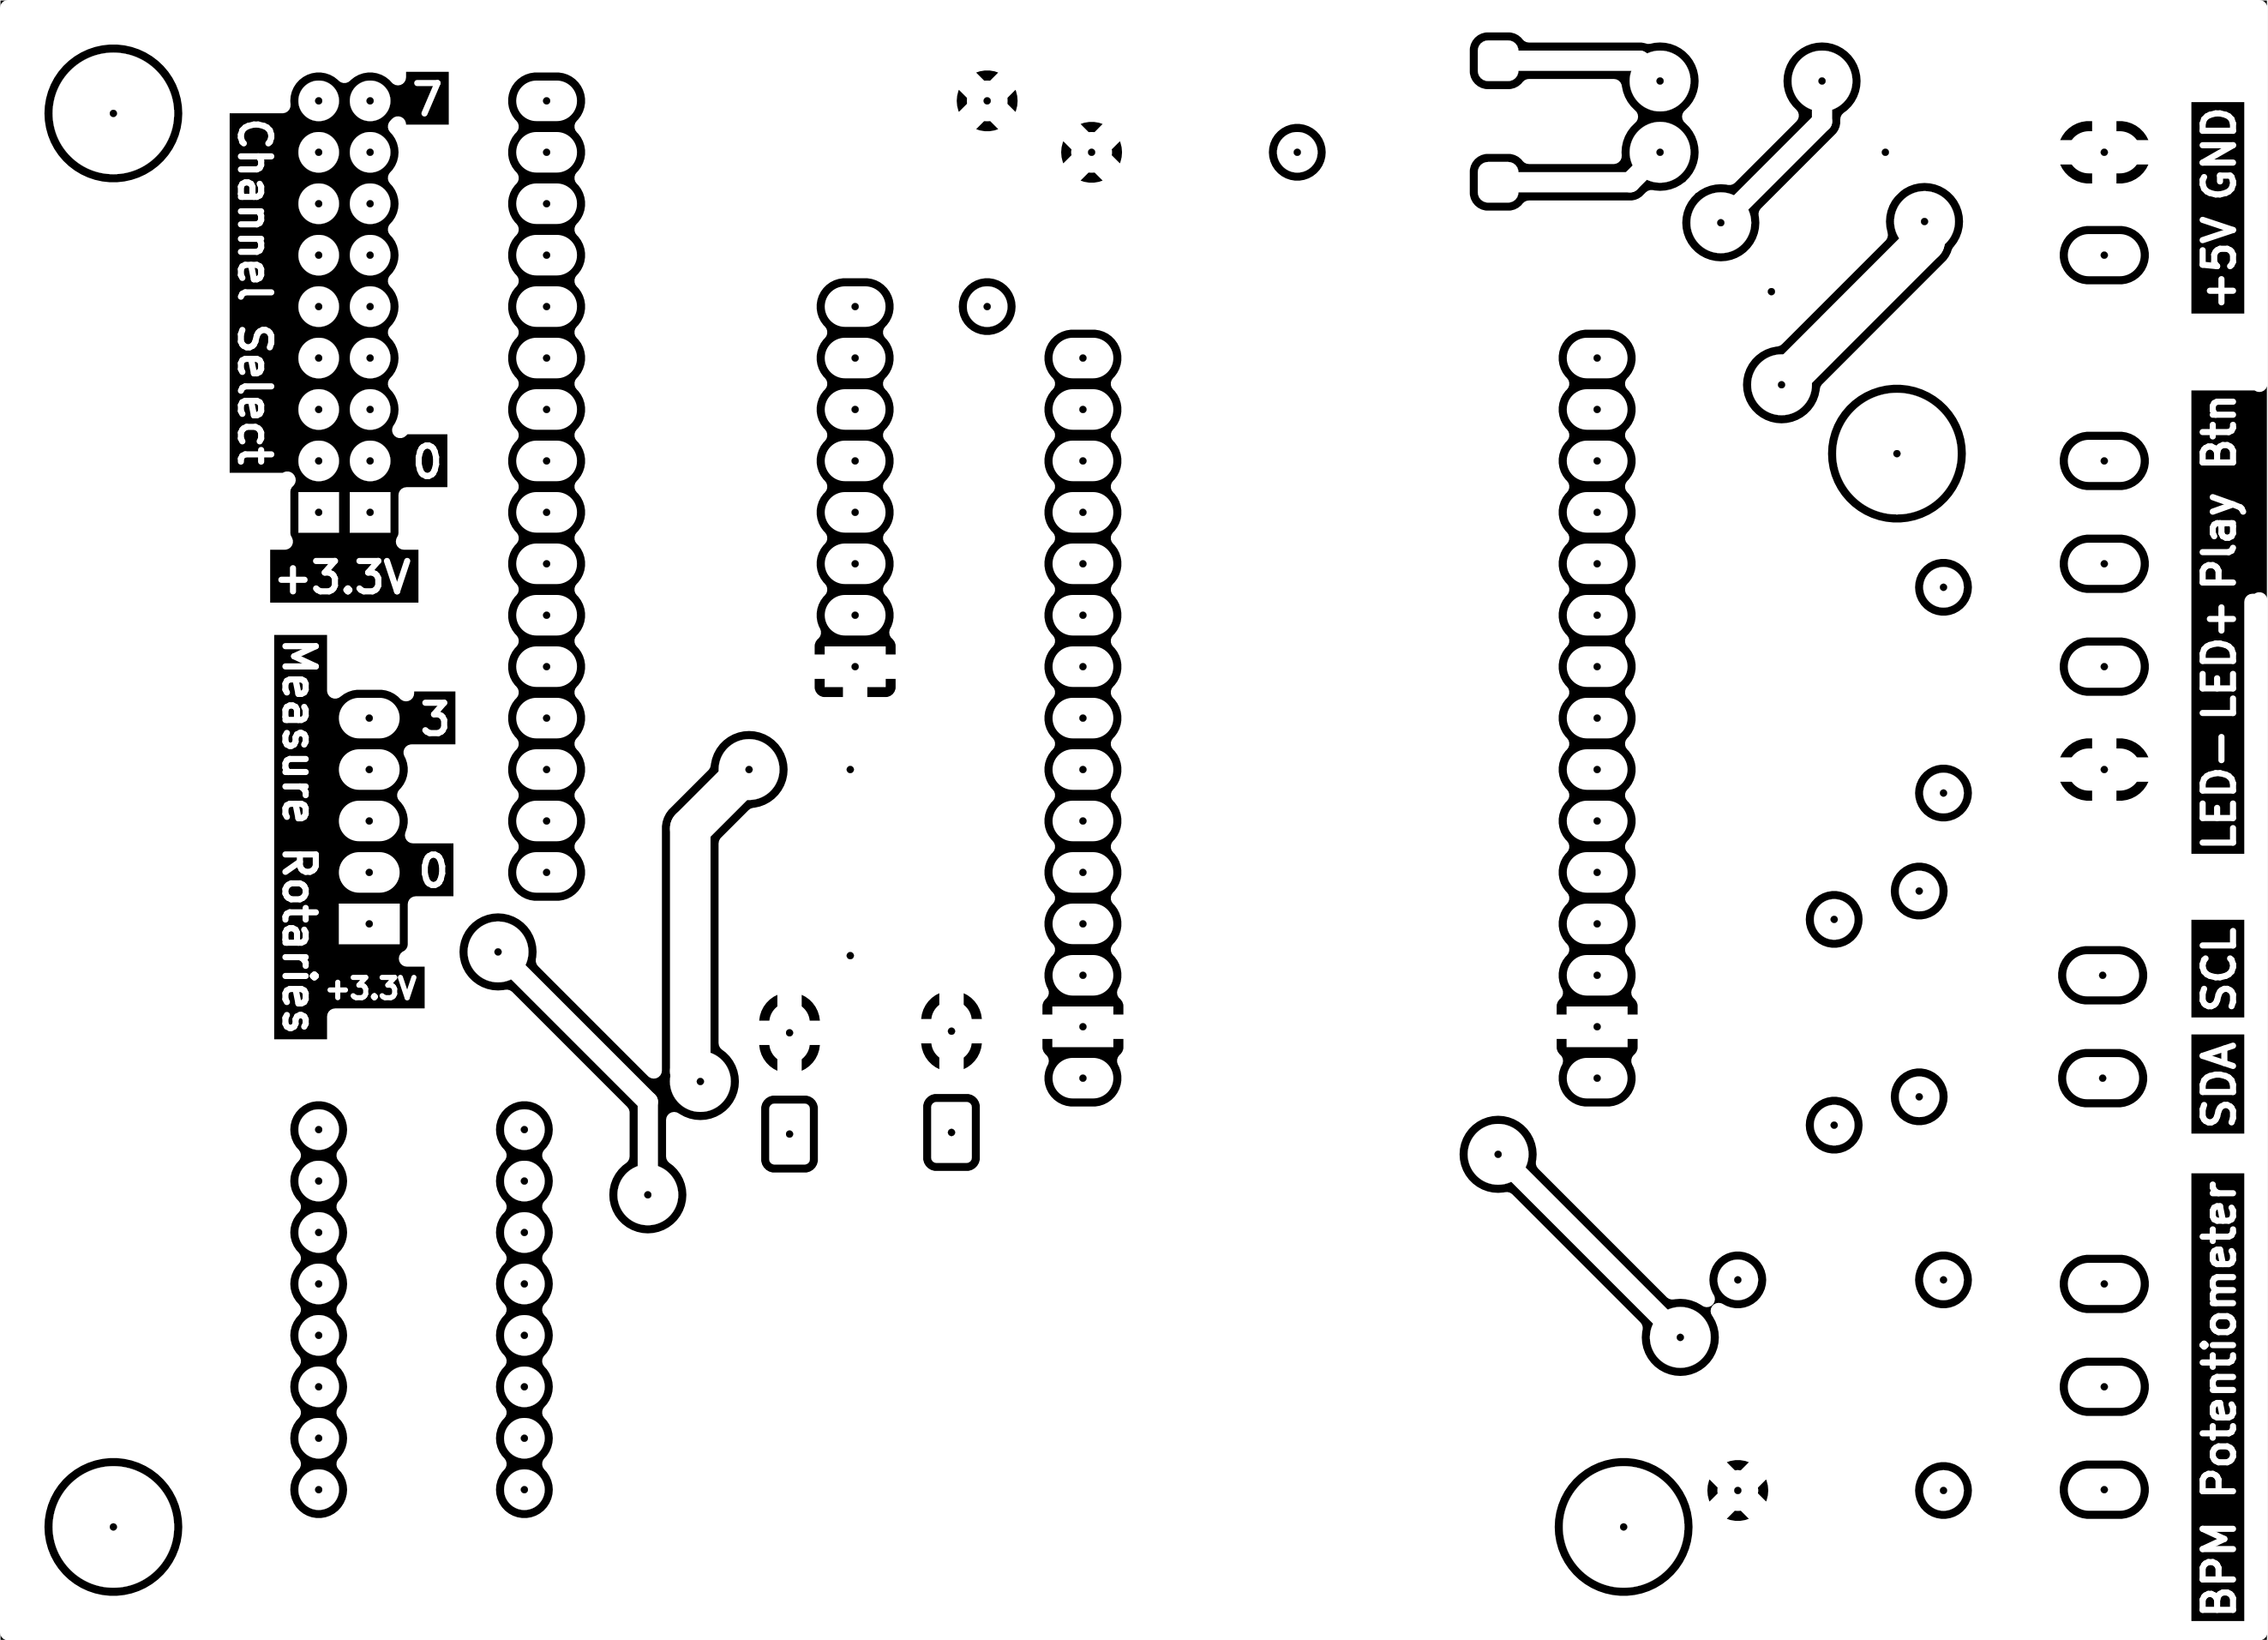 7
Channel Select
0
+3.3V
Measure Rotaries
3
0
+3.3V
+5V GND
LED- LED+ Play Btn
SCL
SDA
BPM Potentiometer